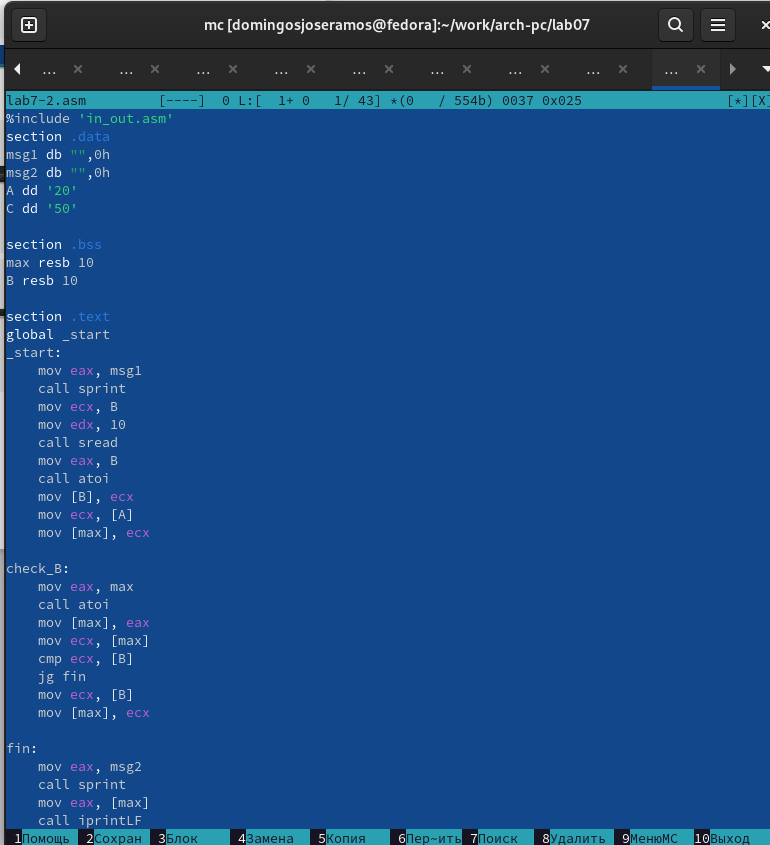 mc [domingosjoseramos@fedora]:~/work/arch-pc/lab07
... × ... × ... × ... × ... × ... × ... × ... × ... ×
lab7-2.asm [----] 0 L:[ 1+ 0 1/ 43] *(0 / 554b) 0037 0x025 [*][X]
%include 'in_out.asm'
section .data
msg1 db "",0h
msg2 db "",0h
A dd '20'
C dd '50'
section .bss
max resb 10
B resb 10
section .text
global _start
_start:
mov eax, msg1
call sprint
mov ecx, B
mov edx, 10
call sread
mov eax, B
call atoi
mov [B], ecx
mov ecx, [A]
mov [max], ecx
check_B:
mov eax, max
call atoi
mov [max], eax
mov ecx, [max]
cmp ecx, [B]
jg fin
mov ecx, [B]
mov [max], ecx
fin:
mov eax, msg2
call sprint
mov eax, [max]
call iprintLF
1Помощь 2Сохран 3Блок 4Замена 5Копия 6Пер~ить 7Поиск 8Удалить 9МенюМС 10Выход